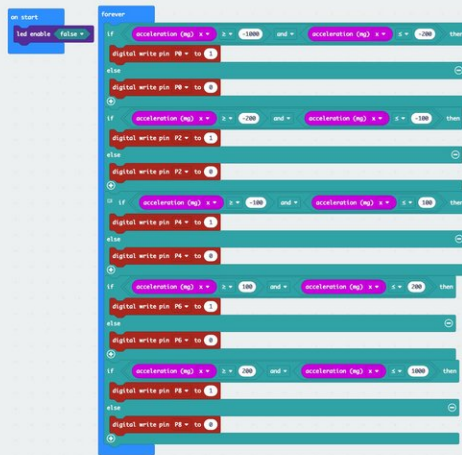 on start
led enable false
forever
if acceleration (mg) x ≥ -1000 and acceleration (mg) x ≤ -200 then
digital write pin P0 to 1
else
digital write pin P0 to 0
if acceleration (mg) x ≥ -200 and acceleration (mg) x ≤ -100 then
digital write pin P2 to 1
else
digital write pin P2 to 0
if acceleration (mg) x ≥ -100 and acceleration (mg) x ≤ 100 then
digital write pin P4 to 1
else
digital write pin P4 to 0
if acceleration (mg) x ≥ 100 and acceleration (mg) x ≤ 200 then
digital write pin P6 to 1
else
digital write pin P6 to 0
if acceleration (mg) x ≥ 200 and acceleration (mg) x ≤ 1000 then
digital write pin P8 to 1
else
digital write pin P8 to 0